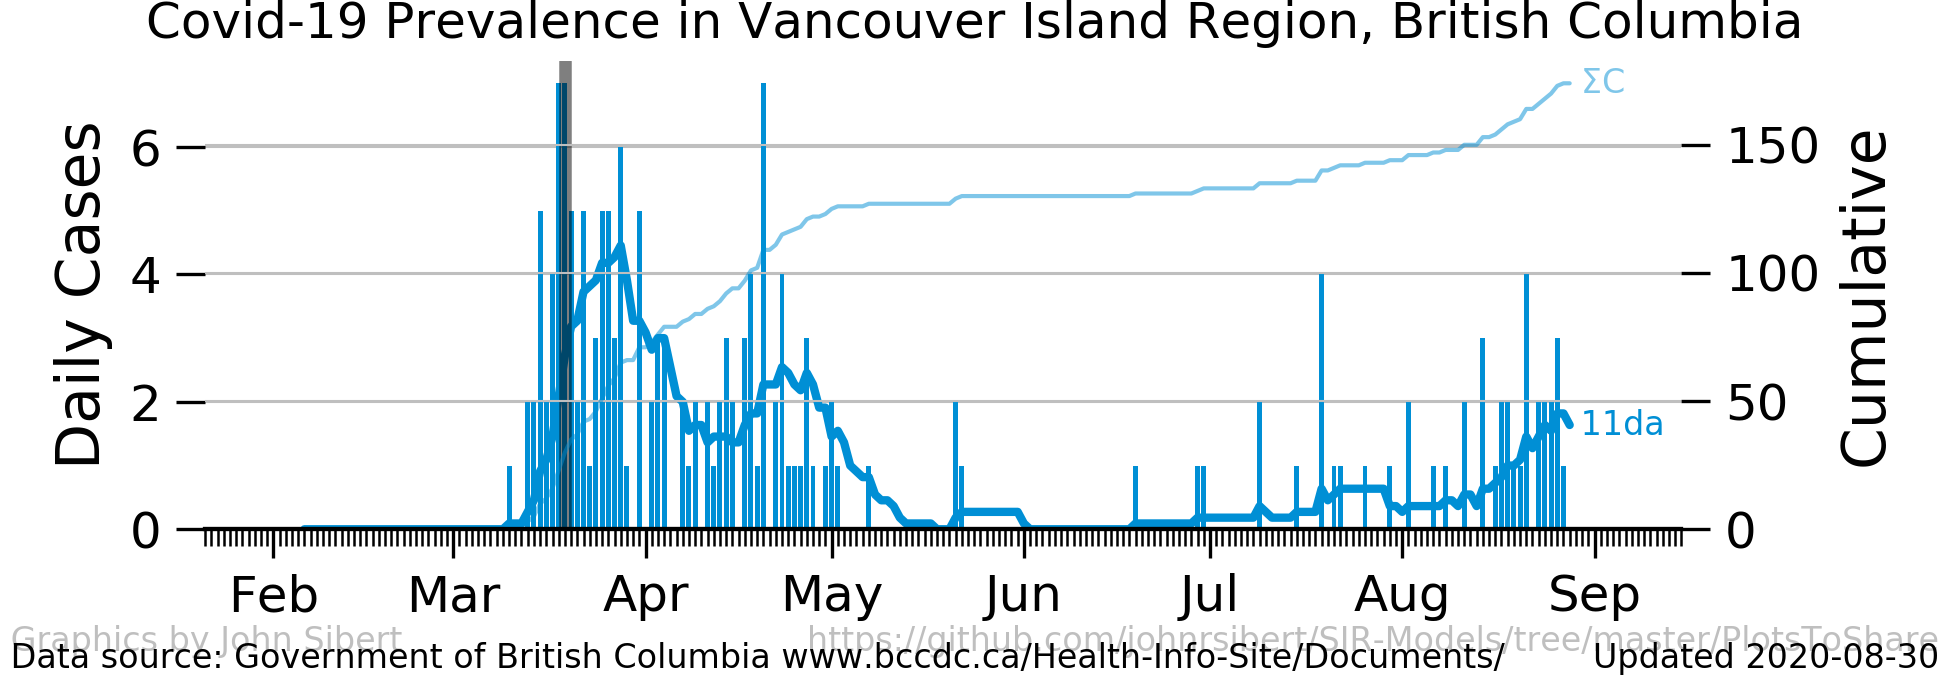 Covid-19 Prevalence in Vancouver Island Region, British Columbia
Daily Cases
6
4
2
0
ΣC
11da
150
100
50
0
Cumulative
Feb Mar Apr May Jun Jul Aug Sep
Graphics by John Sibert https://github.com/johnrsibert/SIR-Models/tree/master/PlotsToShare
Data source: Government of British Columbia www.bccdc.ca/Health-Info-Site/Documents/ Updated 2020-08-30